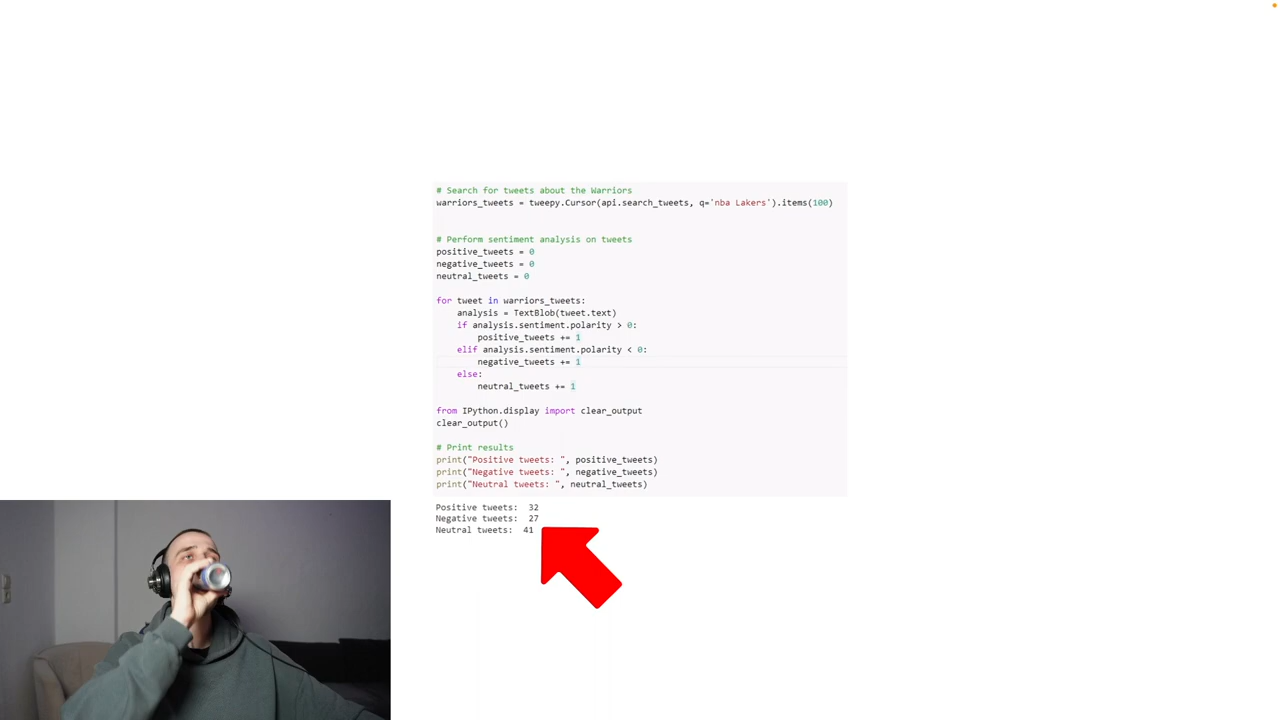 # Search for tweets about the Warriors
warriors_tweets = tweepy.Cursor(api.search_tweets, q='nba Lakers').items(100)
# Perform sentiment analysis on tweets
positive_tweets = 0
negative_tweets = 0
neutral_tweets = 0
for tweet in warriors_tweets:
    analysis = TextBlob(tweet.text)
    if analysis.sentiment.polarity > 0:
        positive_tweets += 1
    elif analysis.sentiment.polarity < 0:
        negative_tweets += 1
    else:
        neutral_tweets += 1
from IPython.display import clear_output
clear_output()
# Print results
print("Positive tweets: ", positive_tweets)
print("Negative tweets: ", negative_tweets)
print("Neutral tweets: ", neutral_tweets)
Positive tweets:  32
Negative tweets:  27
Neutral tweets:  41